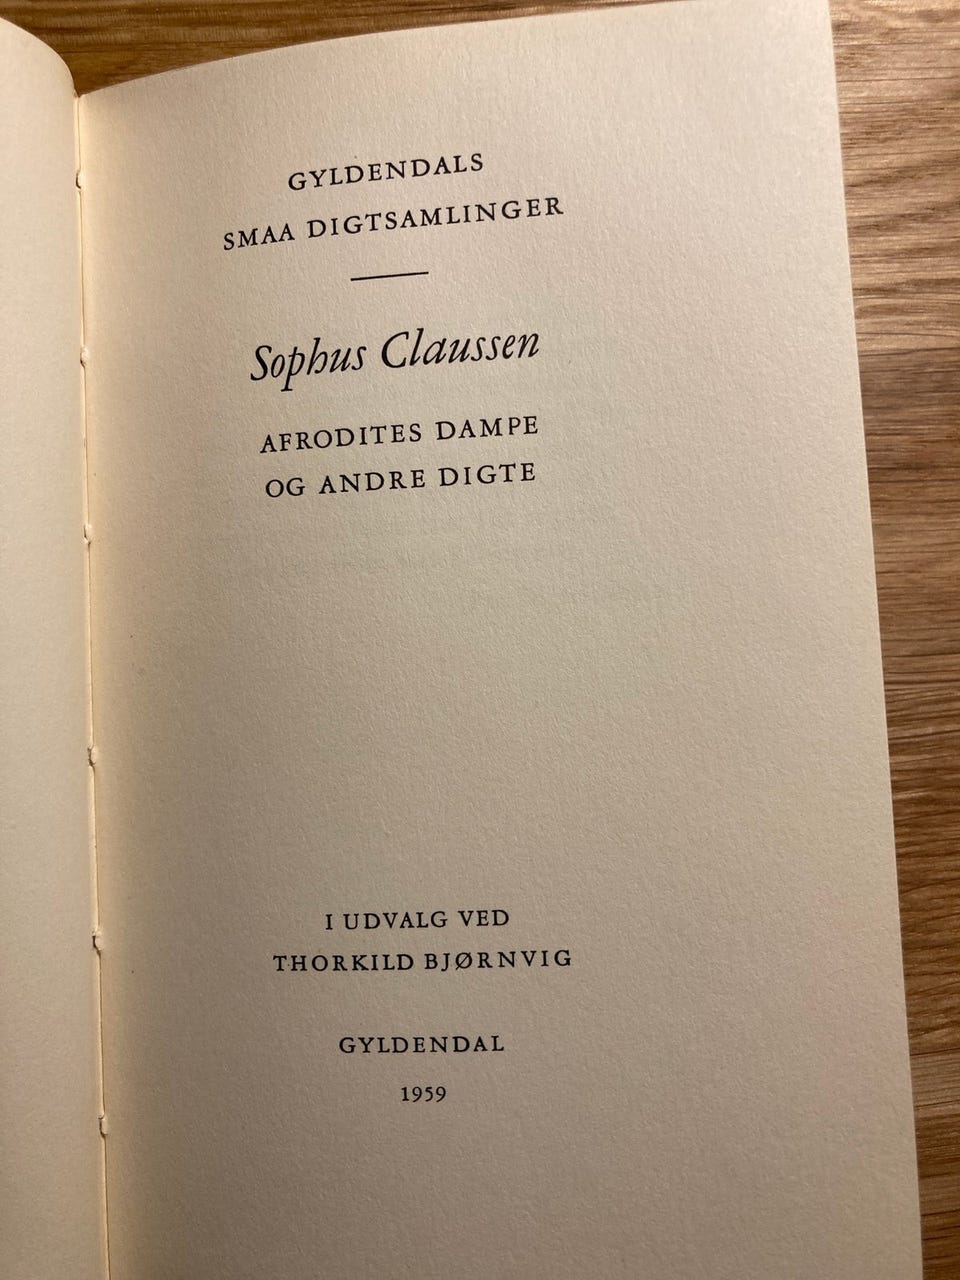 GYLDENDALS
SMAA DIGTSAMLINGER
Sophus Claussen
AFRODITES DAMPE
OG ANDRE DIGTE
I UDVALG VED
THORKILD BJØRNVIG
GYLDENDAL
1959